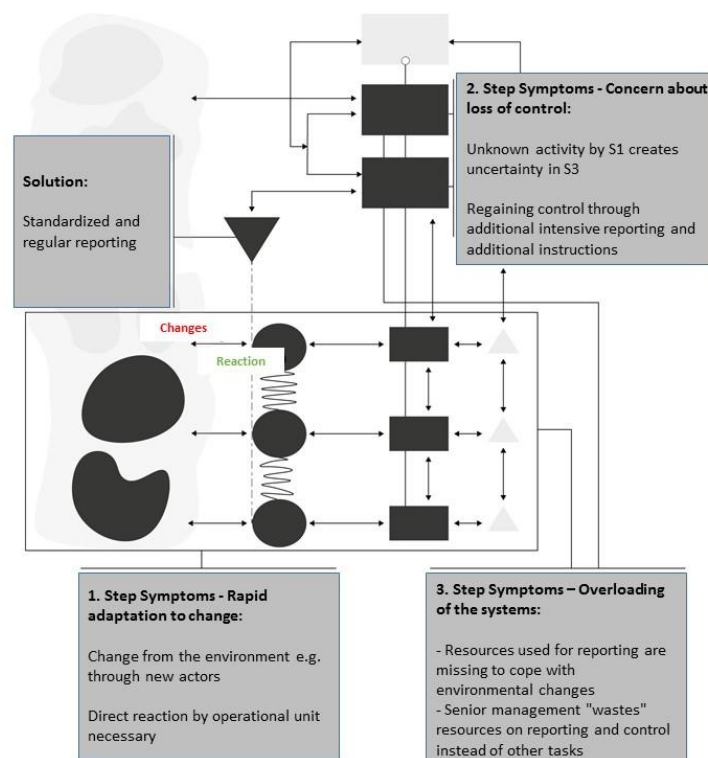 2. Step Symptoms - Concern about
loss of control:
Unknown activity by S1 creates
uncertainty in S3
Regaining control through
additional intensive reporting and
additional instructions
Solution:
Standardized and
regular reporting
Changes
Reaction
1. Step Symptoms - Rapid
adaptation to change:
Change from the environment e.g.
through new actors
Direct reaction by operational unit
necessary
3. Step Symptoms – Overloading
of the systems:
- Resources used for reporting are
missing to cope with
environmental changes
- Senior management "wastes"
resources on reporting and control
instead of other tasks